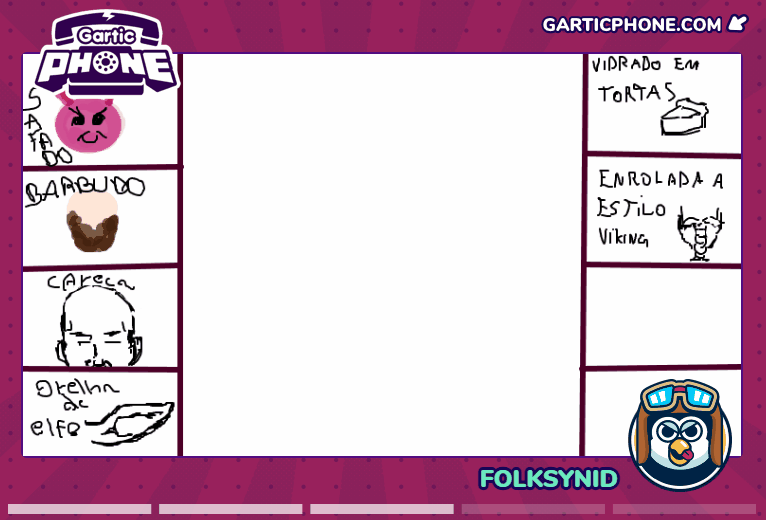 Gartic
PHONE
GARTICPHONE.COM
SAFADO
BARBUDO
CAreca
Orelha
de
elfo
VIDRADO EM
TORTAS
ENROLADA A
ESTILO
VIKING
FOLKSYNID